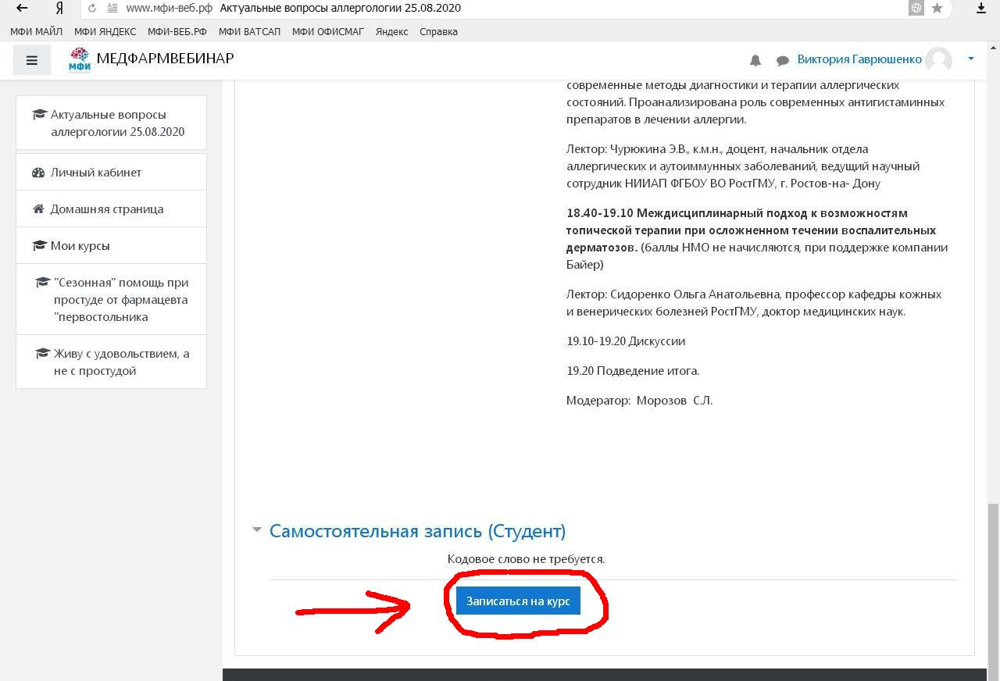 Я www.мфи-веб.рф Актуальные вопросы аллергологии 25.08.2020
МФИ МАЙЛ МФИ ЯНДЕКС МФИ-ВЕБ.РФ МФИ ВАТСАП МФИ ОФИСМАГ Яндекс Справка
МФИ МЕДФАРМВЕБИНАР Виктория Гаврюшенко
Актуальные вопросы
аллергологии 25.08.2020
Личный кабинет
Домашняя страница
Мои курсы
"Сезонная" помощь при
простуде от фармацевта
"первостольника
Живу с удовольствием, а
не с простудой
современные методы диагностики и терапии аллергических
состояний. Проанализирована роль современных антигистаминных
препаратов в лечении аллергии.
Лектор: Чурюкина Э.В., к.м.н., доцент, начальник отдела
аллергических и аутоиммунных заболеваний, ведущий научный
сотрудник НИИАП ФГБОУ ВО РостГМУ, г. Ростов-на- Дону
18.40-19.10 Междисциплинарный подход к возможностям
топической терапии при осложненном течении воспалительных
дерматозов. (баллы НМО не начисляются, при поддержке компании
Байер)
Лектор: Сидоренко Ольга Анатольевна, профессор кафедры кожных
и венерических болезней РостГМУ, доктор медицинских наук.
19.10-19.20 Дискуссии
19.20 Подведение итога.
Модератор: Морозов С.Л.
Самостоятельная запись (Студент)
Кодовое слово не требуется.
Записаться на курс